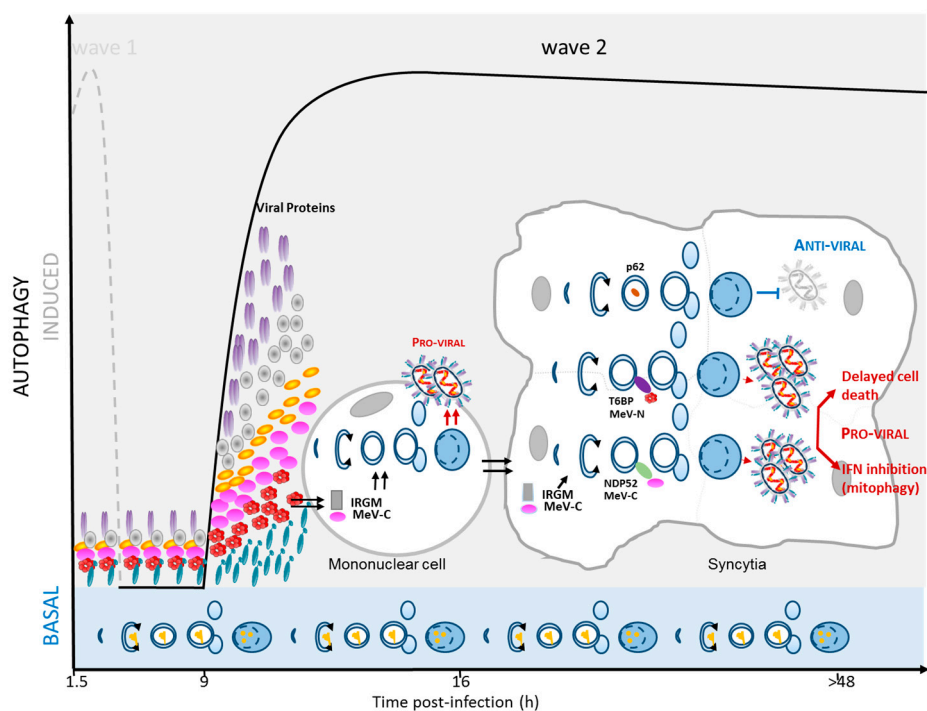 wave 1
wave 2
AUTOPHAGY
INDUCED
BASAL
Viral Proteins
PRO-VIRAL
IRGM
MeV-C
Mononuclear cell
p62
ANTI-VIRAL
T6BP
MeV-N
Delayed cell
death
PRO-VIRAL
IFN inhibition
(mitophagy)
NDP52
MeV-C
IRGM
MeV-C
Syncytia
1.5
9
16
>48
Time post-infection (h)